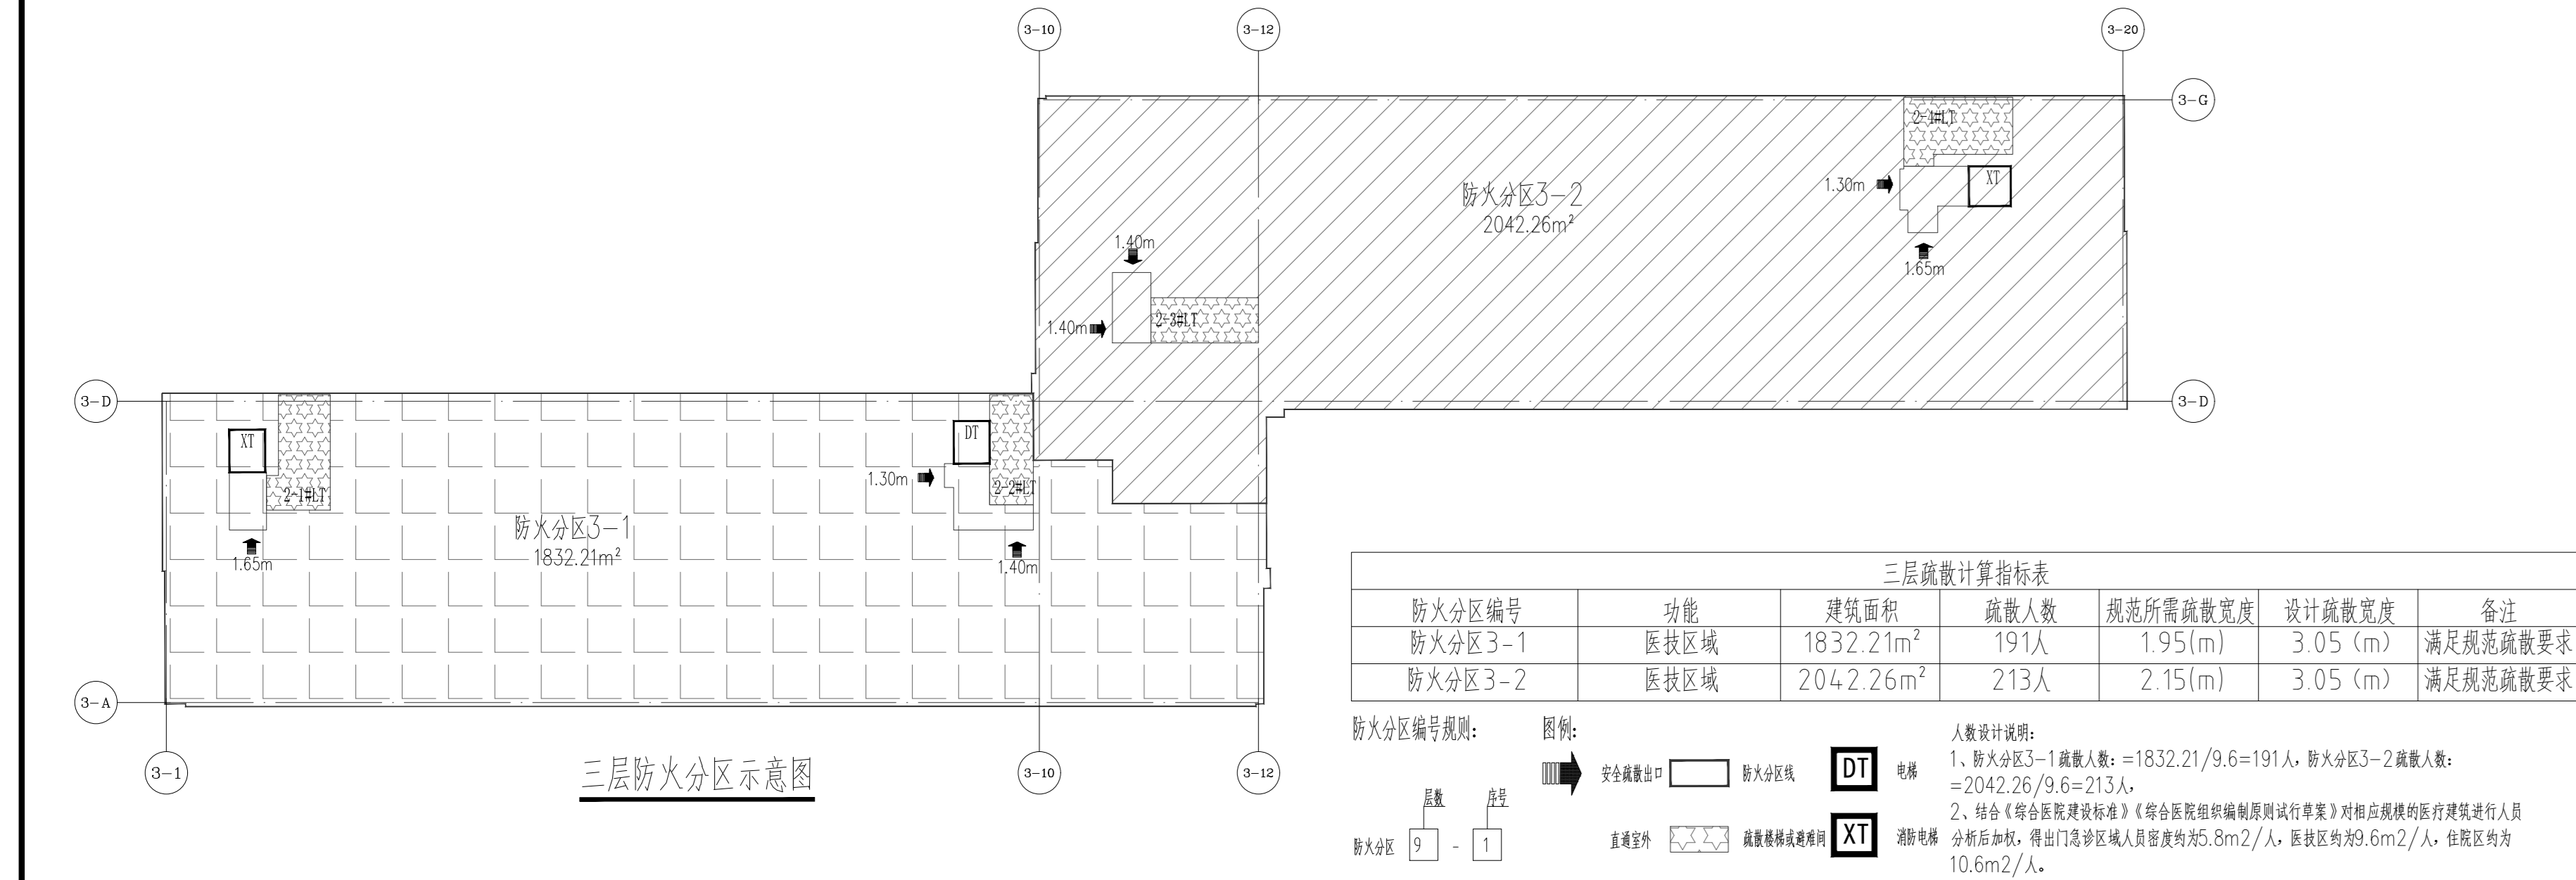 3-10
3-12
3-20
3-G
2-4#LT
1.30m
XT
防火分区3-2
2042.26m²
1.65m
1.40m
1.40m
2-3#LT
3-D
3-D
XT
2-1#LT
DT
1.30m
2-2#LT
防火分区3-1
1832.21m²
1.65m
1.40m
3-A
3-1
3-10
3-12
三层防火分区示意图
三层疏散计算指标表
防火分区编号 功能 建筑面积 疏散人数 规范所需疏散宽度 设计疏散宽度 备注
防火分区3-1 医技区域 1832.21m² 191人 1.95(m) 3.05 (m) 满足规范疏散要求
防火分区3-2 医技区域 2042.26m² 213人 2.15(m) 3.05 (m) 满足规范疏散要求
防火分区编号规则:
层数 序号
防火分区 9 - 1
图例:
安全疏散出口 防火分区线 DT 电梯
直通室外 疏散楼梯或避难间 XT 消防电梯
人数设计说明:
1、防火分区3-1疏散人数: =1832.21/9.6=191人, 防火分区3-2疏散人数:
=2042.26/9.6=213人,
2、结合《综合医院建设标准》《综合医院组织编制原则试行草案》对相应规模的医疗建筑进行人员
分析后加权, 得出门急诊区域人员密度约为5.8m2/人, 医技区约为9.6m2/人, 住院区约为
10.6m2/人。